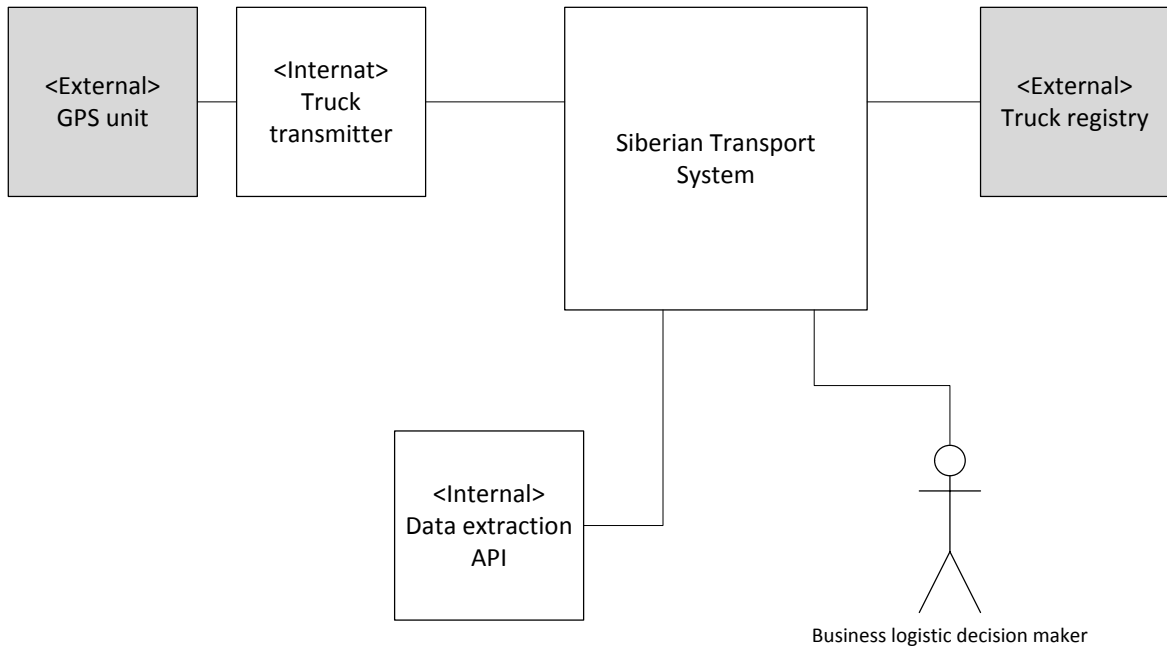 <External>
GPS unit
<Internat>
Truck
transmitter
Siberian Transport
System
<External>
Truck registry
<Internal>
Data extraction
API
Business logistic decision maker